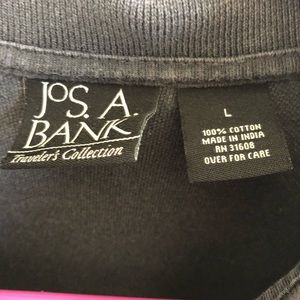 JOS. A.
BANK
Traveler's Collection
L
100% COTTON
MADE IN INDIA
RN 31608
OVER FOR CARE